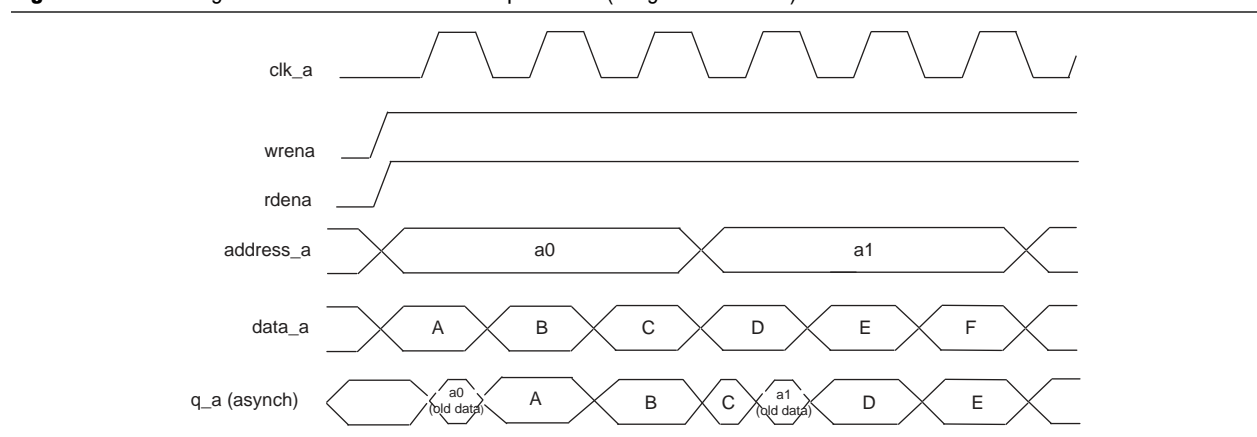 clk_a
wrena
rdena
address_a a0 a1
data_a A B C D E F
q_a (asynch) a0 (old data) A B C a1 (old data) D E